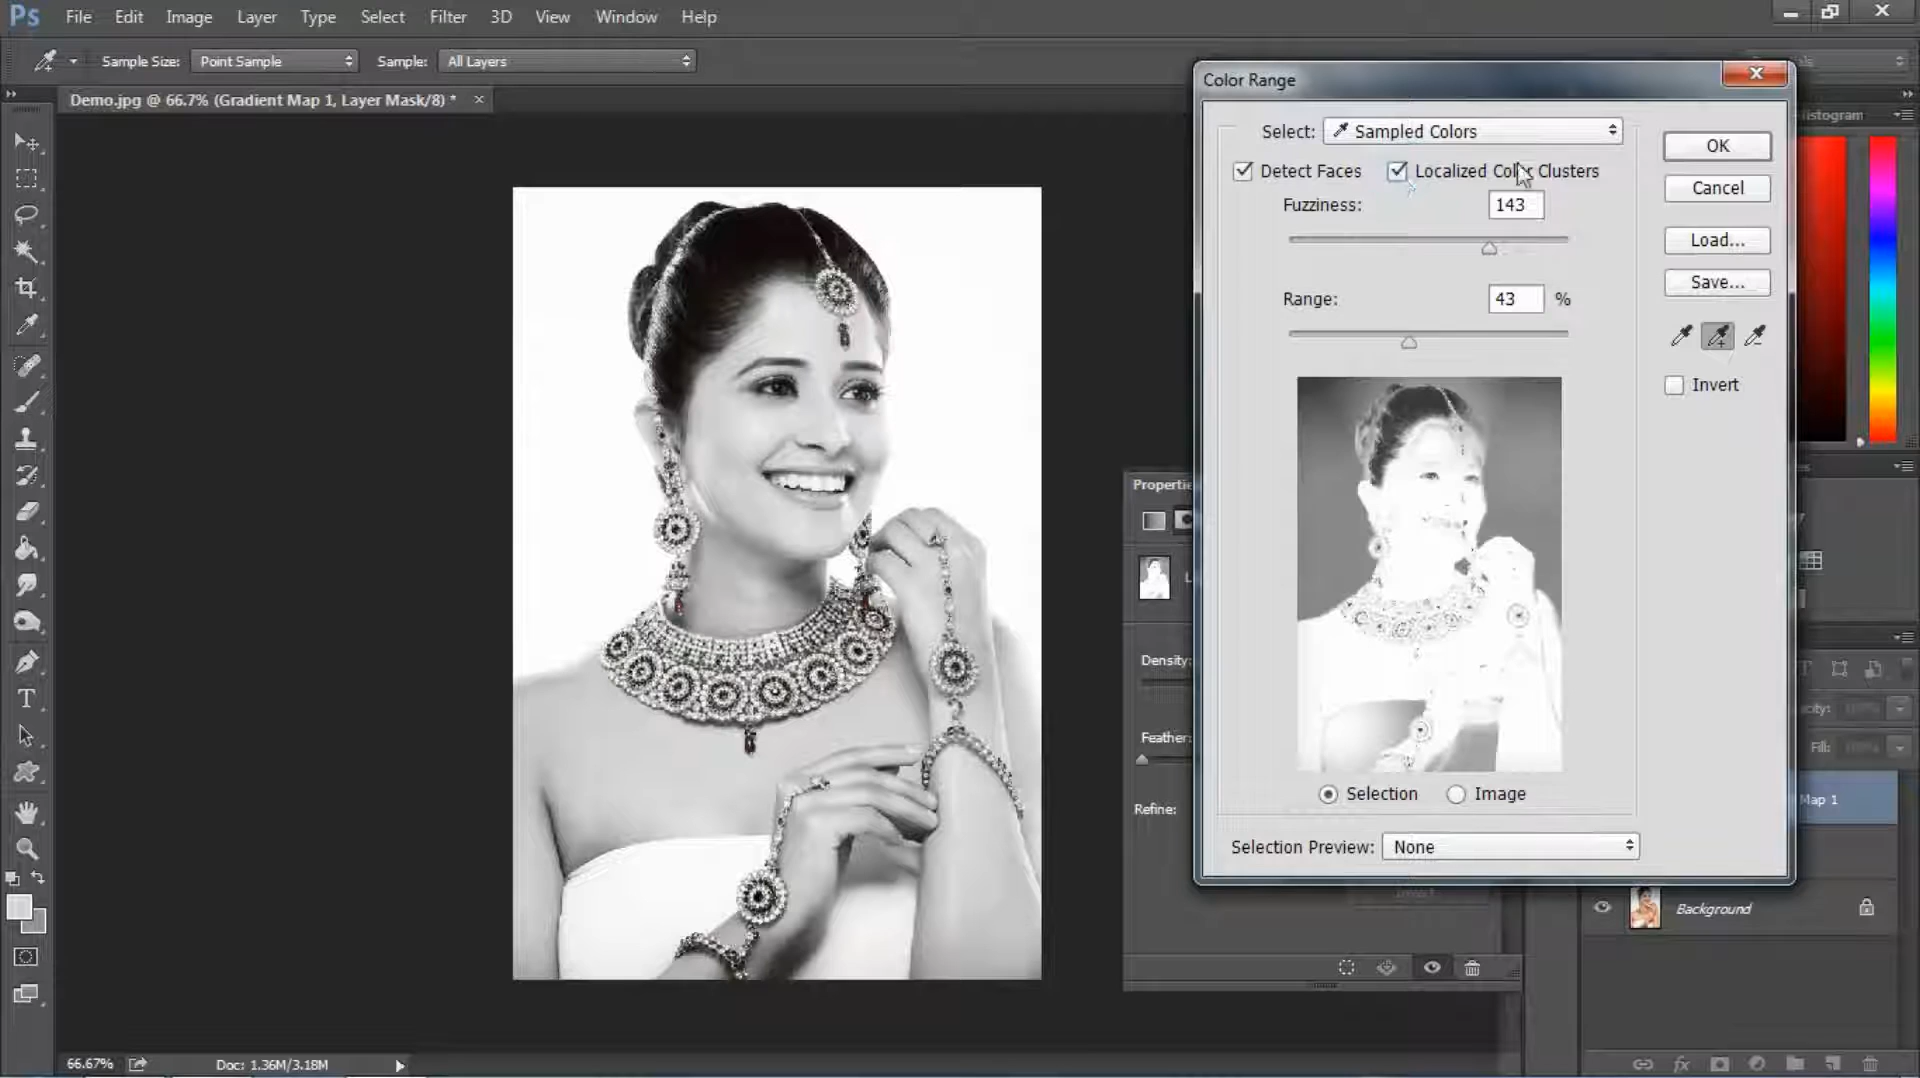 Ps File Edit Image Layer Type Select Filter 3D View Window Help
Sample Size: Point Sample Sample: All Layers
Demo.jpg @ 66.7% (Gradient Map 1, Layer Mask/8) * ×
Color Range
Select: Sampled Colors
Detect Faces Localized Color Clusters
Fuzziness: 143
Range: 43 %
OK
Cancel
Load...
Save...
Invert
Selection Image
Selection Preview: None
Histogram
Properti
Density:
Feather:
Refine:
Fill:
Map 1
Background
66.67% Doc: 1.36M/3.18M